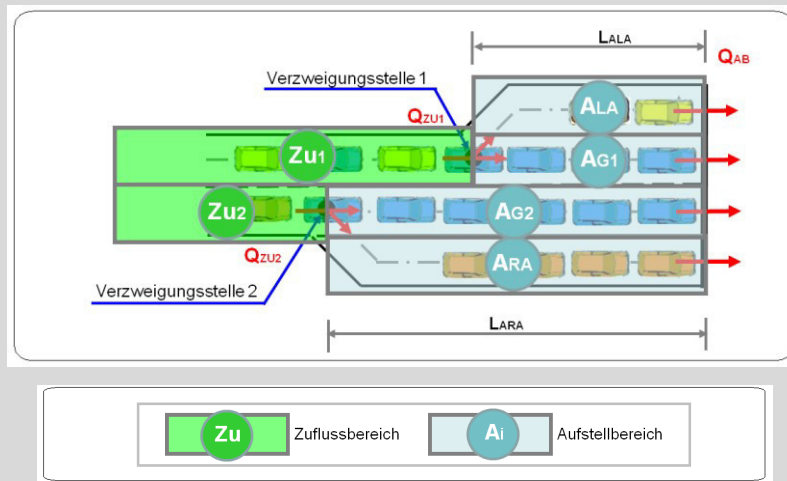 LALA
QAB
Verzweigungsstelle 1
QZU1
ALA
Zu1
AG1
Zu2
AG2
QZU2
ARA
Verzweigungsstelle 2
LARA
Zu Zuflussbereich Ai Aufstellbereich